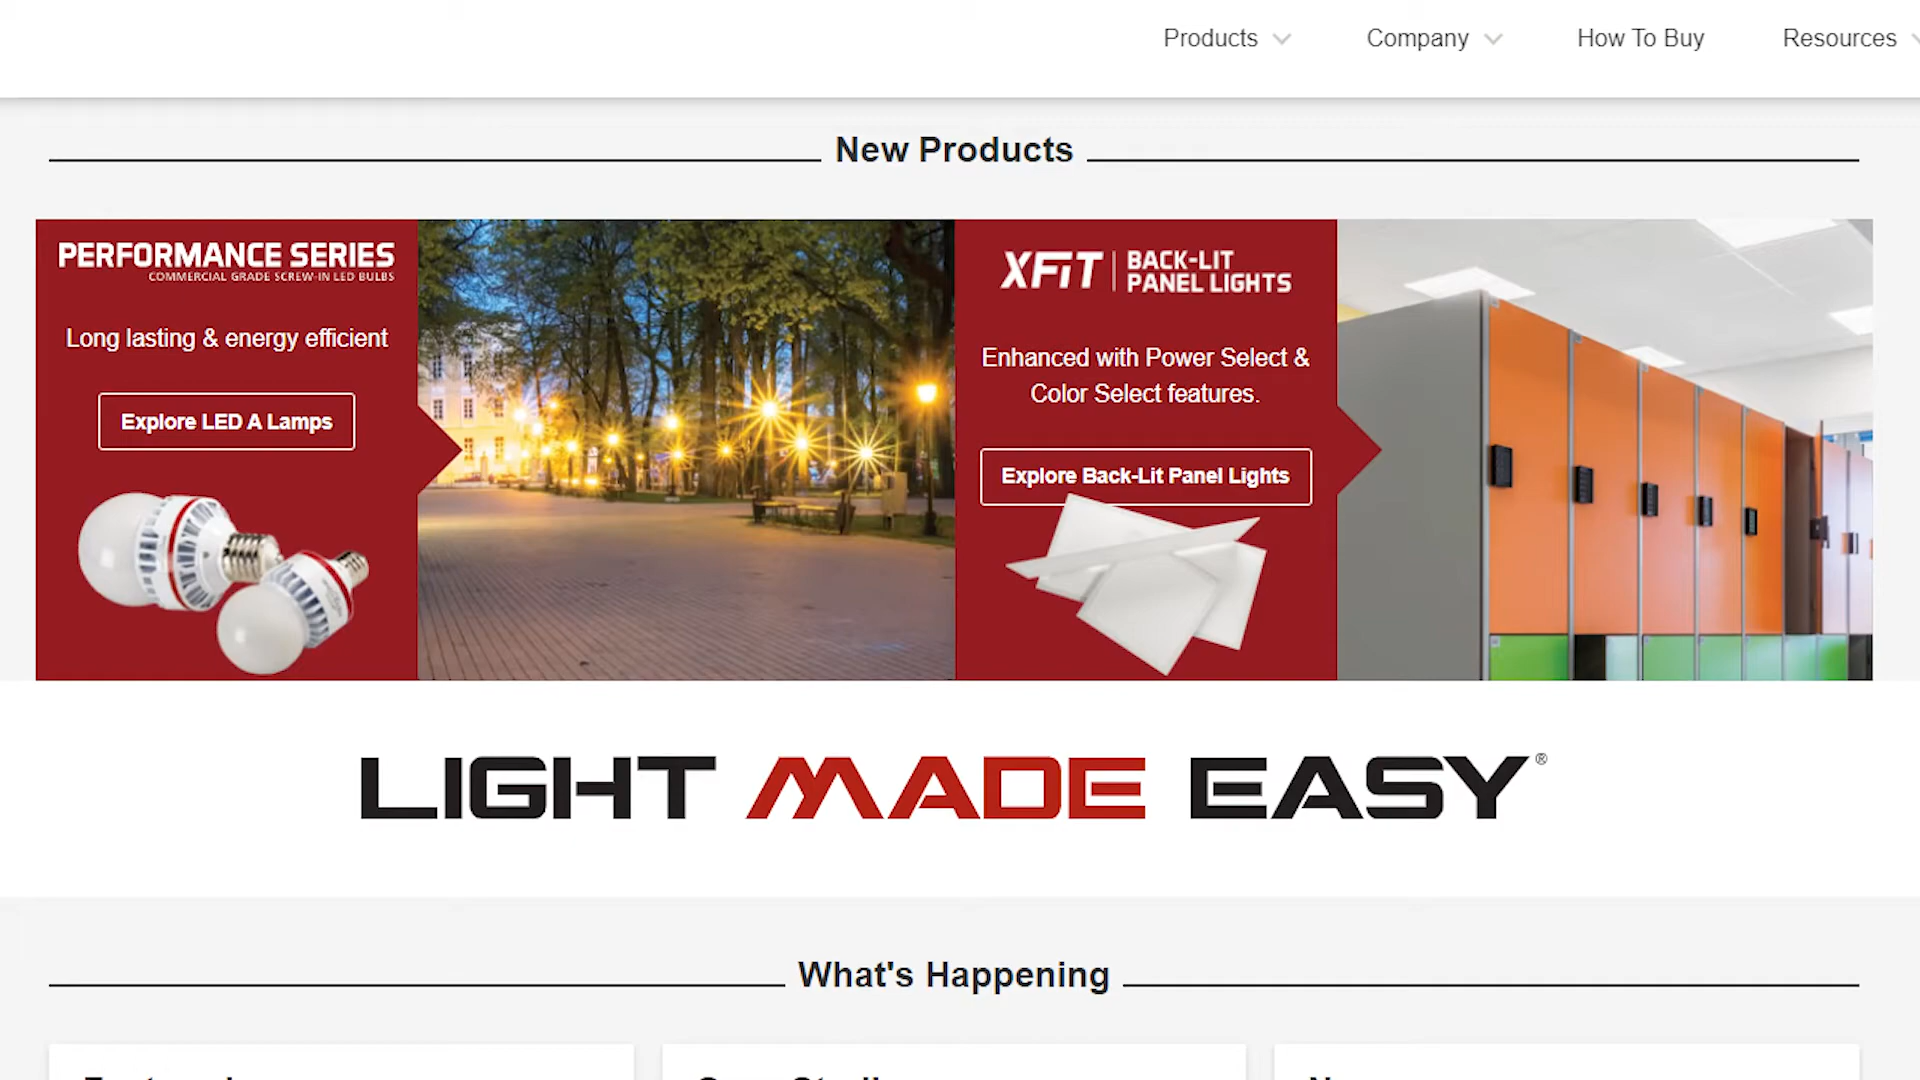 Products
Company
How To Buy
Resources
New Products
PERFORMANCE SERIES
COMMERCIAL GRADE SCREW-IN LED BULBS
Long lasting & energy efficient
Explore LED A Lamps
XFIT | BACK-LIT
PANEL LIGHTS
Enhanced with Power Select &
Color Select features.
Explore Back-Lit Panel Lights
LIGHT MADE EASY®
What's Happening